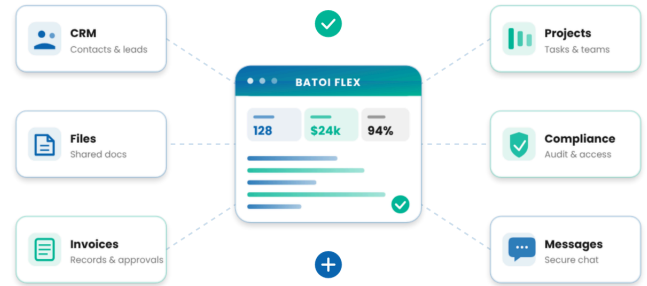 CRM
Contacts & leads
Files
Shared docs
Invoices
Records & approvals
BATOI FLEX
128
$24k
94%
Projects
Tasks & teams
Compliance
Audit & access
Messages
Secure chat